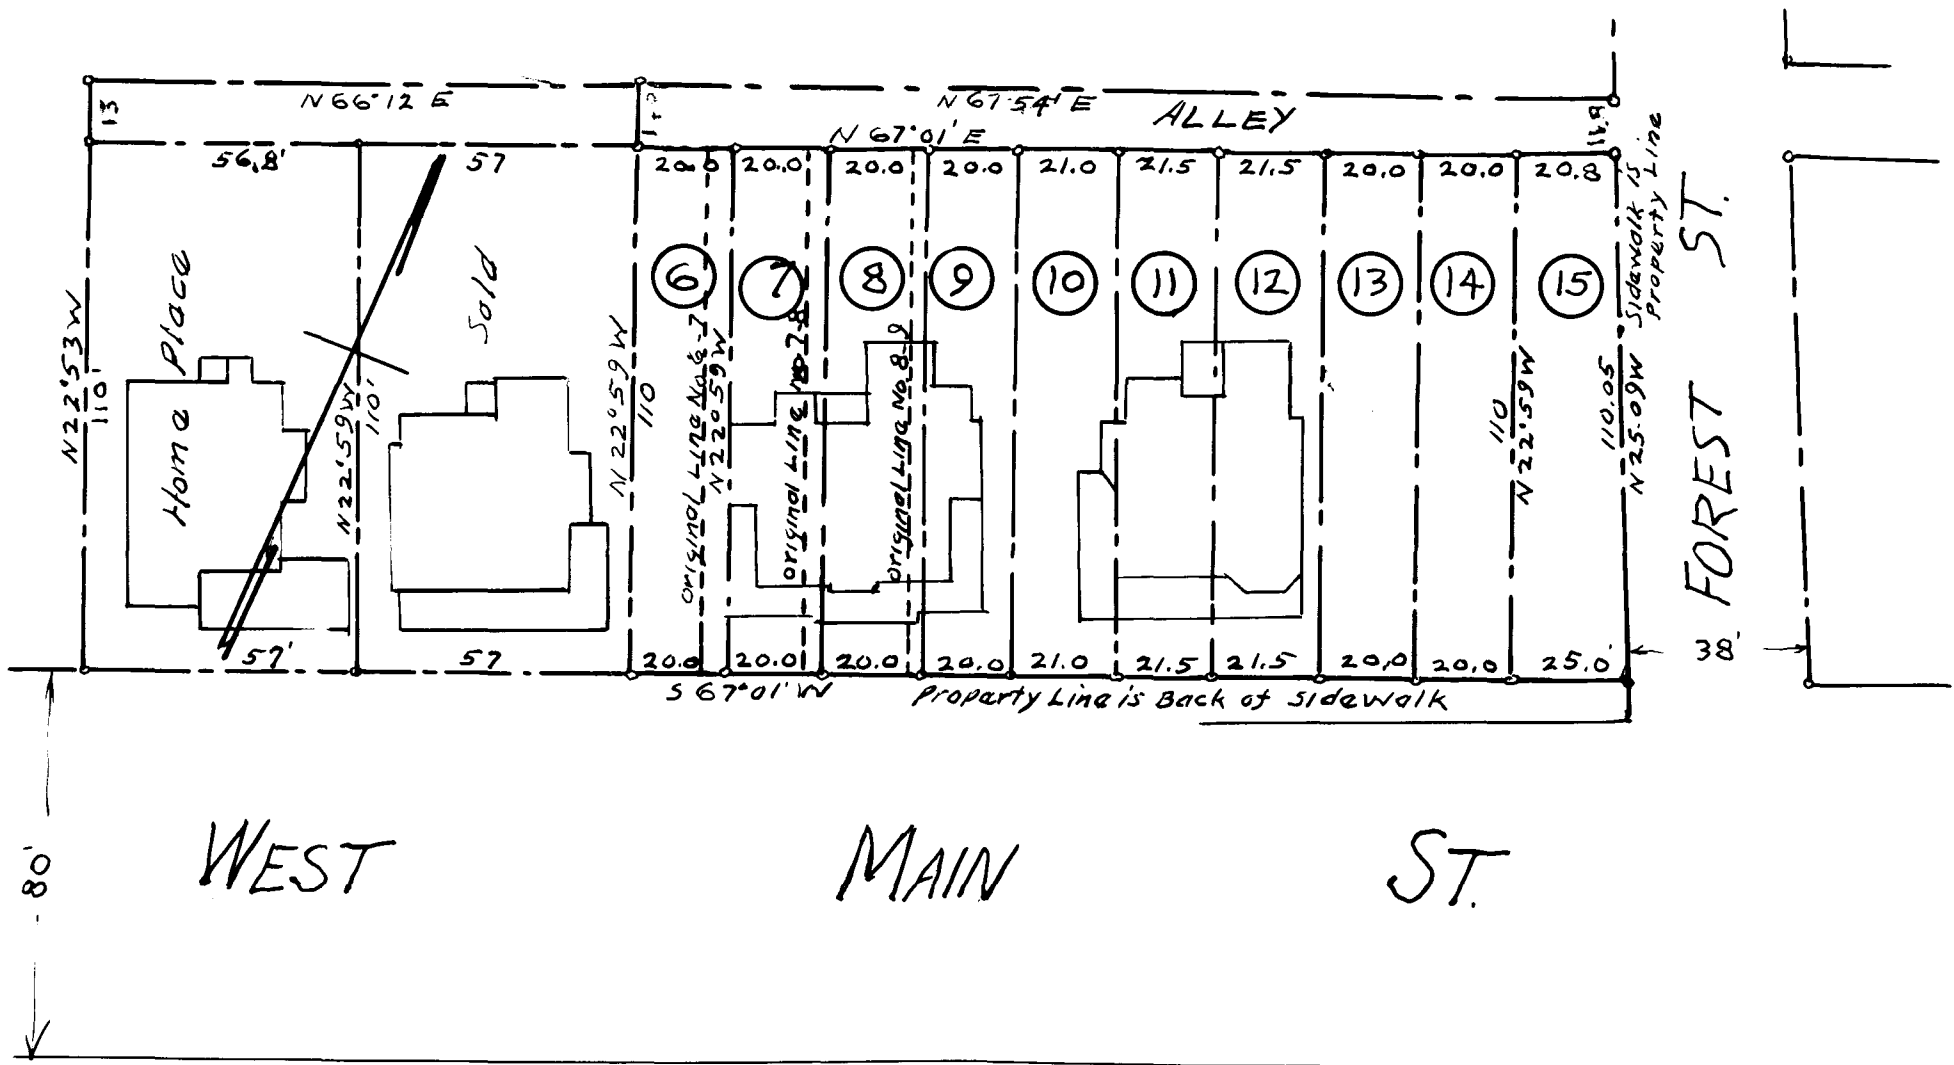 N 66°12 E
N 67°54' E
ALLEY
N 67°01' E
13
11.8
56.8'
57
20.0
20.0
20.0
20.0
21.0
21.5
21.5
20.0
20.0
20.8
Sidewalk is
Property Line
Home Place
Sold
6
7
8
9
10
11
12
13
14
15
N 22°53 W
110'
N 22°59 W
110'
N 22°59 W
110
original Line No. 6-7
N 22°59 W
original Line no 7-8
original Line No. 8-9
110
N 22°59 W
110.05
N 25.09 W
FOREST ST.
38'
57'
57
20.0
20.0
20.0
20.0
21.0
21.5
21.5
20.0
20.0
25.0'
S 67°01' W
Property Line is Back of Sidewalk
80'
WEST MAIN ST.